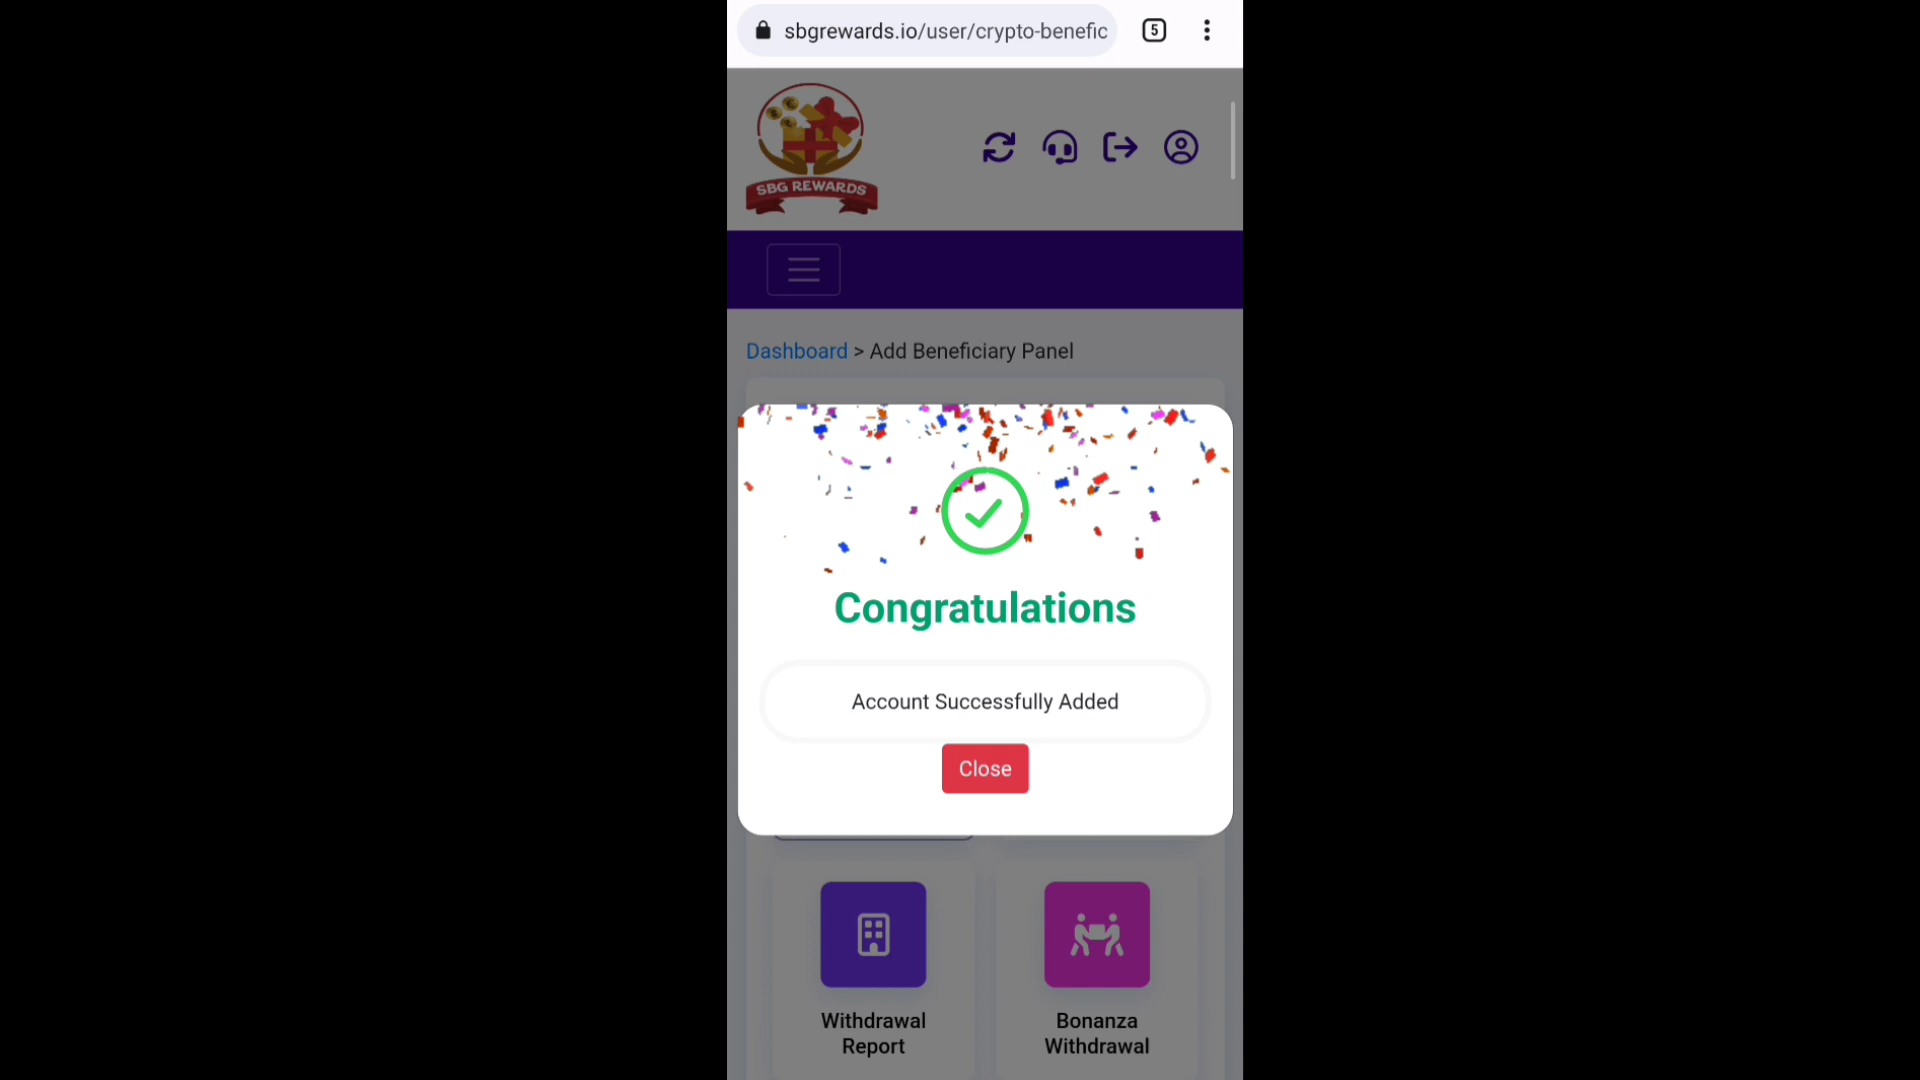 sbgrewards.io/user/crypto-benefic
5
SBG REWARDS
Dashboard > Add Beneficiary Panel
Congratulations
Account Successfully Added
Close
Withdrawal
Report
Bonanza
Withdrawal